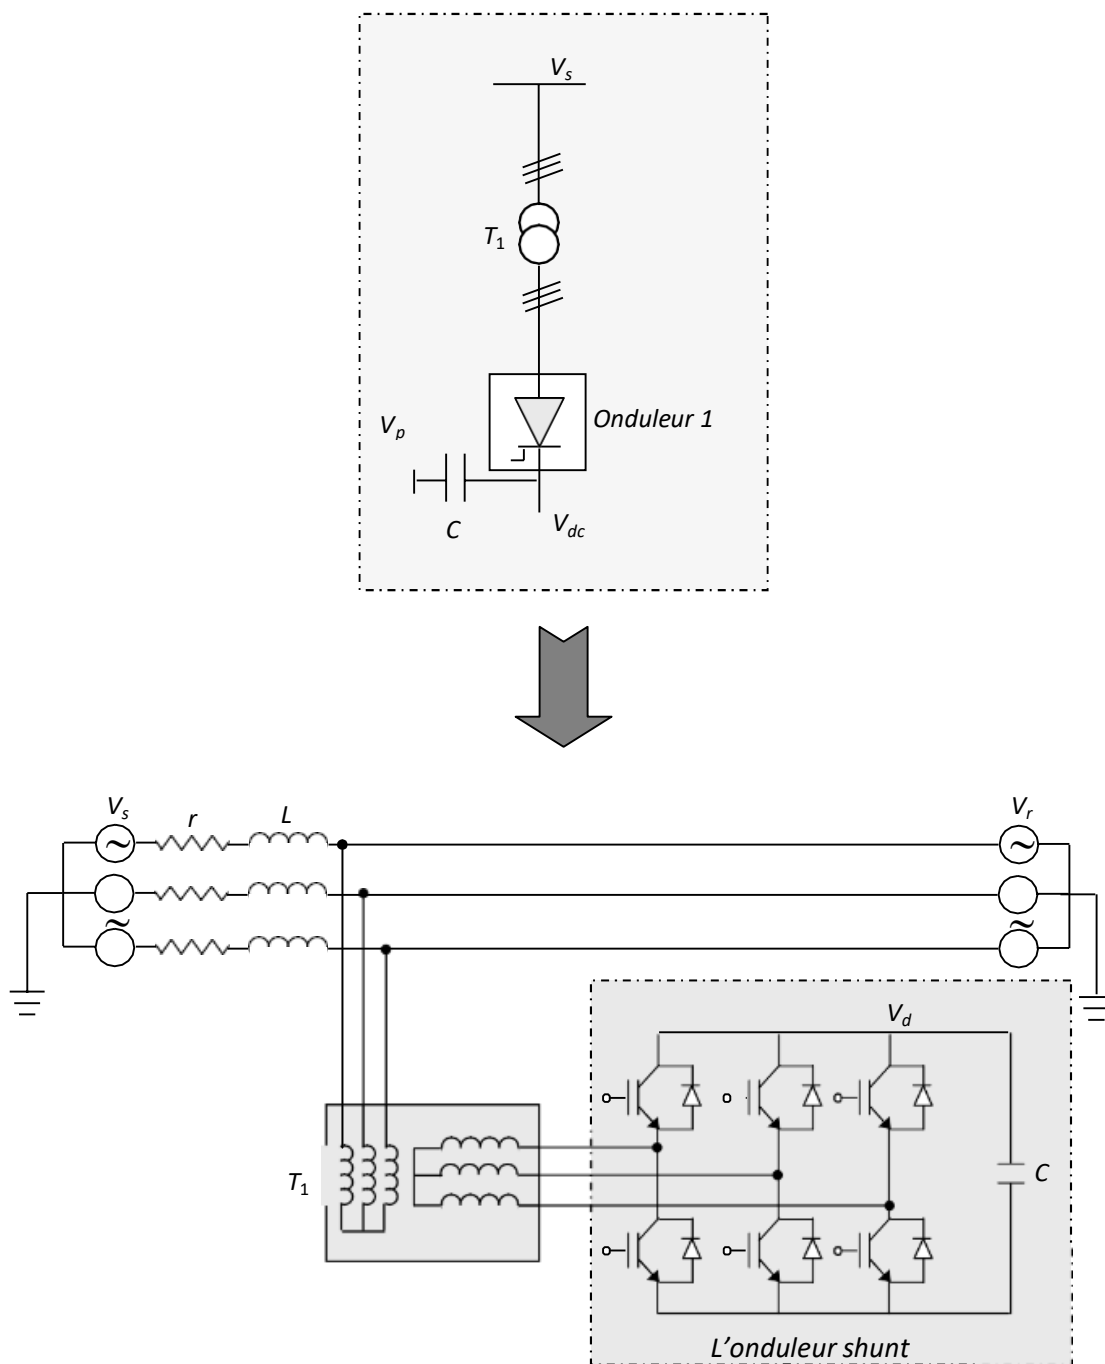 Vs
T1
Onduleur 1
Vp
C
Vdc
Vs
r
L
Vr
~
~
~
~
Vd
T1
C
L'onduleur shunt